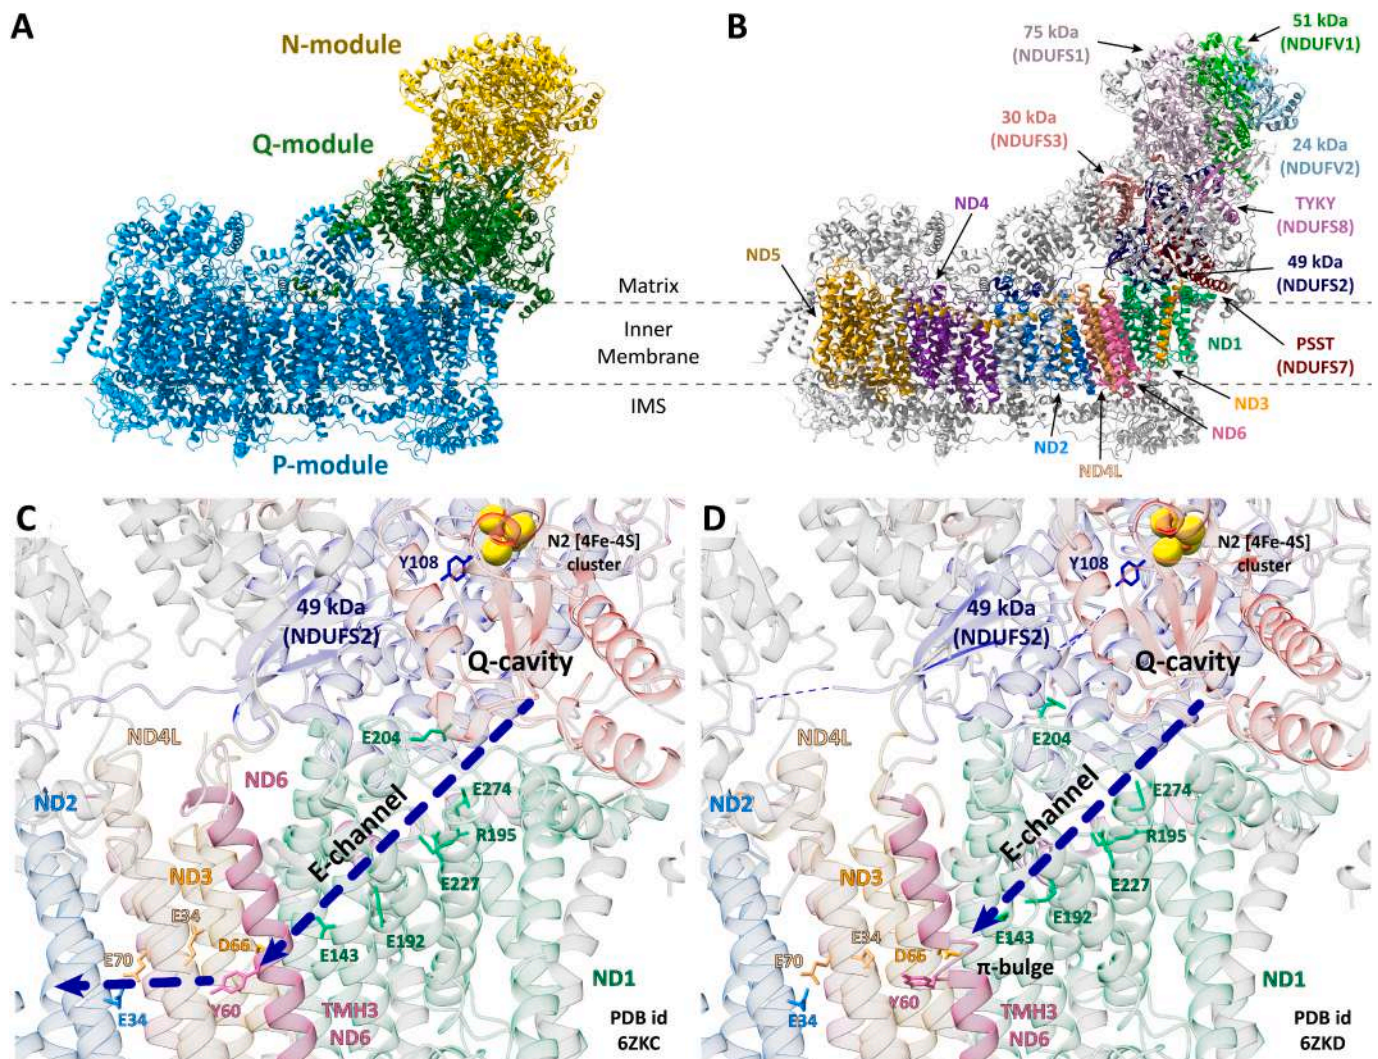 A
N-module
Q-module
Matrix
Inner
Membrane
IMS
P-module
B
75 kDa
(NDUFS1)
51 kDa
(NDUFV1)
30 kDa
(NDUFS3)
24 kDa
(NDUFV2)
ND4
TYKY
(NDUFS8)
ND5
49 kDa
(NDUFS2)
ND1
PSST
(NDUFS7)
ND3
ND6
ND2
ND4L
C
Y108
N2 [4Fe-4S]
cluster
49 kDa
(NDUFS2)
Q-cavity
E204
ND4L
ND6
ND2
E-channel
E274
R195
E227
ND3
E34
D66
E192
E143
E70
ND1
Y60
E34
TMH3
ND6
PDB id
6ZKC
D
Y108
N2 [4Fe-4S]
cluster
49 kDa
(NDUFS2)
Q-cavity
E204
ND4L
ND2
E-channel
E274
R195
E227
ND3
E192
E34
E143
D66
E70
π-bulge
ND1
Y60
E34
TMH3
ND6
PDB id
6ZKD